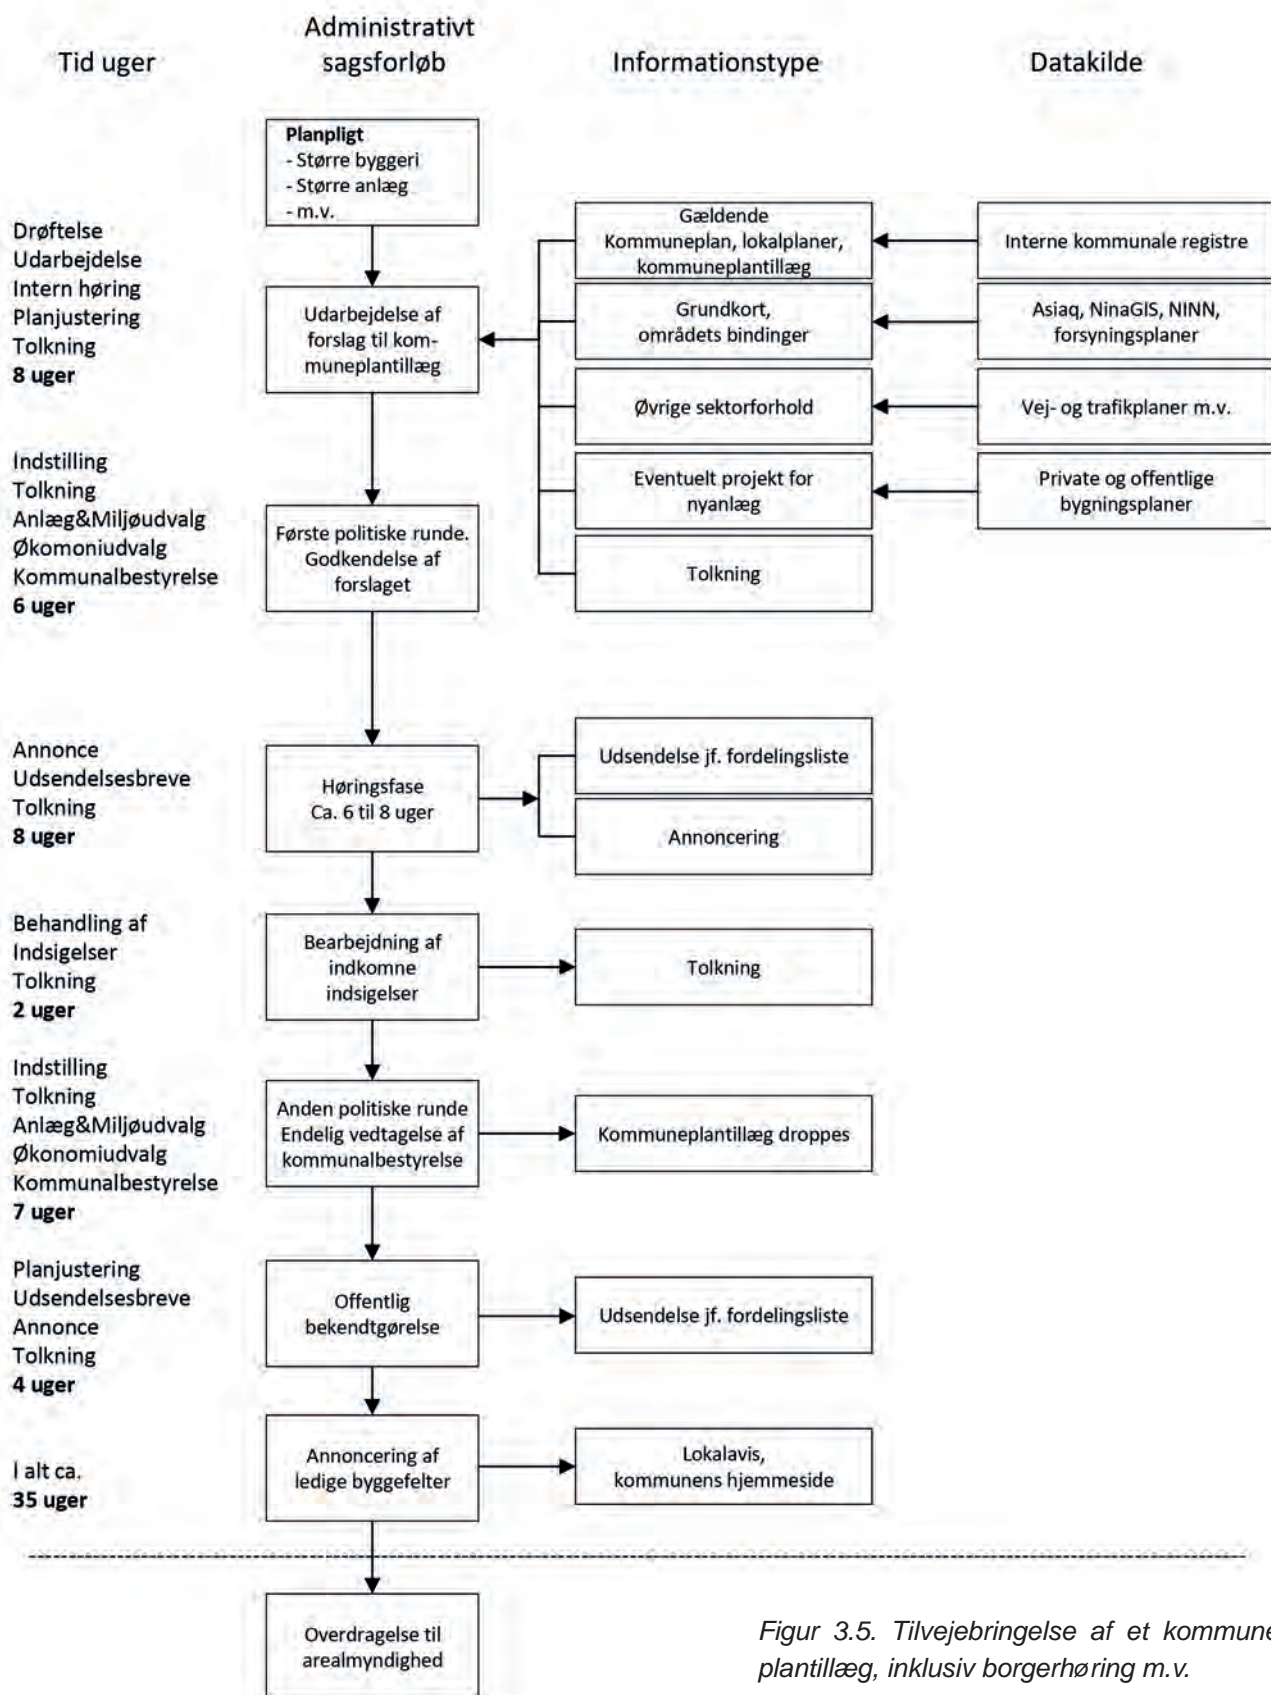 Tid uger
Administrativt
sagsforløb
Informationstype
Datakilde
Planpligt
- Større byggeri
- Større anlæg
- m.v.
Drøftelse
Udarbejdelse
Intern høring
Planjustering
Tolkning
8 uger
Udarbejdelse af
forslag til kom-
muneplantillæg
Gældende
Kommuneplan, lokalplaner,
kommuneplantillæg
Interne kommunale registre
Grundkort,
områdets bindinger
Asiaq, NinaGIS, NINN,
forsyningsplaner
Øvrige sektorforhold
Vej- og trafikplaner m.v.
Eventuelt projekt for
nyanlæg
Private og offentlige
bygningsplaner
Tolkning
Indstilling
Tolkning
Anlæg&Miljøudvalg
Økomoniudvalg
Kommunalbestyrelse
6 uger
Første politiske runde.
Godkendelse af
forslaget
Annonce
Udsendelsesbreve
Tolkning
8 uger
Høringsfase
Ca. 6 til 8 uger
Udsendelse jf. fordelingsliste
Annoncering
Behandling af
Indsigelser
Tolkning
2 uger
Bearbejdning af
indkomne
indsigelser
Tolkning
Indstilling
Tolkning
Anlæg&Miljøudvalg
Økonomiudvalg
Kommunalbestyrelse
7 uger
Anden politiske runde
Endelig vedtagelse af
kommunalbestyrelse
Kommuneplantillæg droppes
Planjustering
Udsendelsesbreve
Annonce
Tolkning
4 uger
Offentlig
bekendtgørelse
Udsendelse jf. fordelingsliste
I alt ca.
35 uger
Annoncering af
ledige byggefelter
Lokalavis,
kommunens hjemmeside
Overdragelse til
arealmyndighed
Figur 3.5. Tilvejebringelse af et kommune
plantillæg, inklusiv borgerhøring m.v.